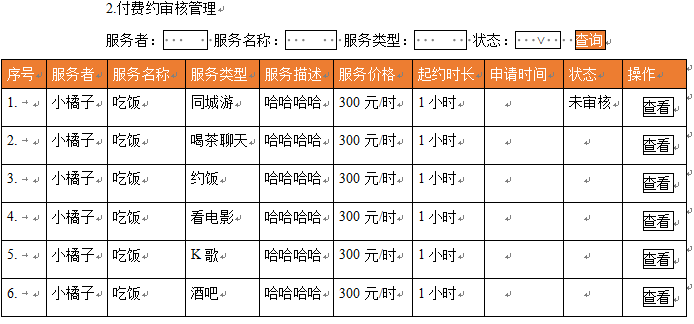 2.付费约审核管理
服务者： 服务名称： 服务类型： 状态： 查询
序号 服务者 服务名称 服务类型 服务描述 服务价格 起约时长 申请时间 状态 操作
1. 小橘子 吃饭 同城游 哈哈哈哈 300 元/时 1 小时 未审核 查看
2. 小橘子 吃饭 喝茶聊天 哈哈哈哈 300 元/时 1 小时 查看
3. 小橘子 吃饭 约饭 哈哈哈哈 300 元/时 1 小时 查看
4. 小橘子 吃饭 看电影 哈哈哈哈 300 元/时 1 小时 查看
5. 小橘子 吃饭 K 歌 哈哈哈哈 300 元/时 1 小时 查看
6. 小橘子 吃饭 酒吧 哈哈哈哈 300 元/时 1 小时 查看